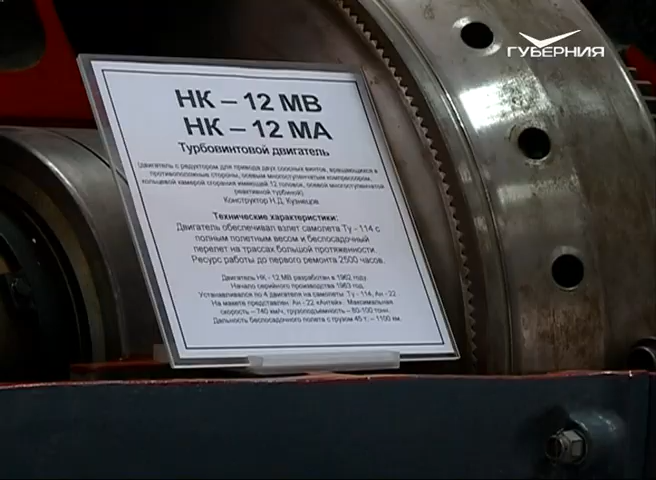 ГУБЕРНИЯ
НК – 12 МВ
НК – 12 МА
Турбовинтовой двигатель
(двигатель с редуктором для привода двух соосных винтов, вращающихся в
противоположные стороны, осевым многоступенчатым компрессором,
кольцевой камерой сгорания имеющей 12 головок, осевой многоступенчатой
реактивной турбиной)
Конструктор Н.Д. Кузнецов
Технические характеристики:
Двигатель обеспечивал взлет самолета Ту - 114 с
полным полетным весом и беспосадочный
перелет на трассах большой протяженности.
Ресурс работы до первого ремонта 2500 часов.
Двигатель НК - 12 МВ разработан в 1962 году.
Начало серийного производства 1963 год.
Устанавливался по 4 двигателя на самолеты: Ту - 114, Ан - 22
На макете представлен: Ан - 22 «Антей». Максимальная
скорость – 740 км/ч, грузоподъемность – 80-100 тонн.
Дальность беспосадочного полета с грузом 45 т. – 1100 км.